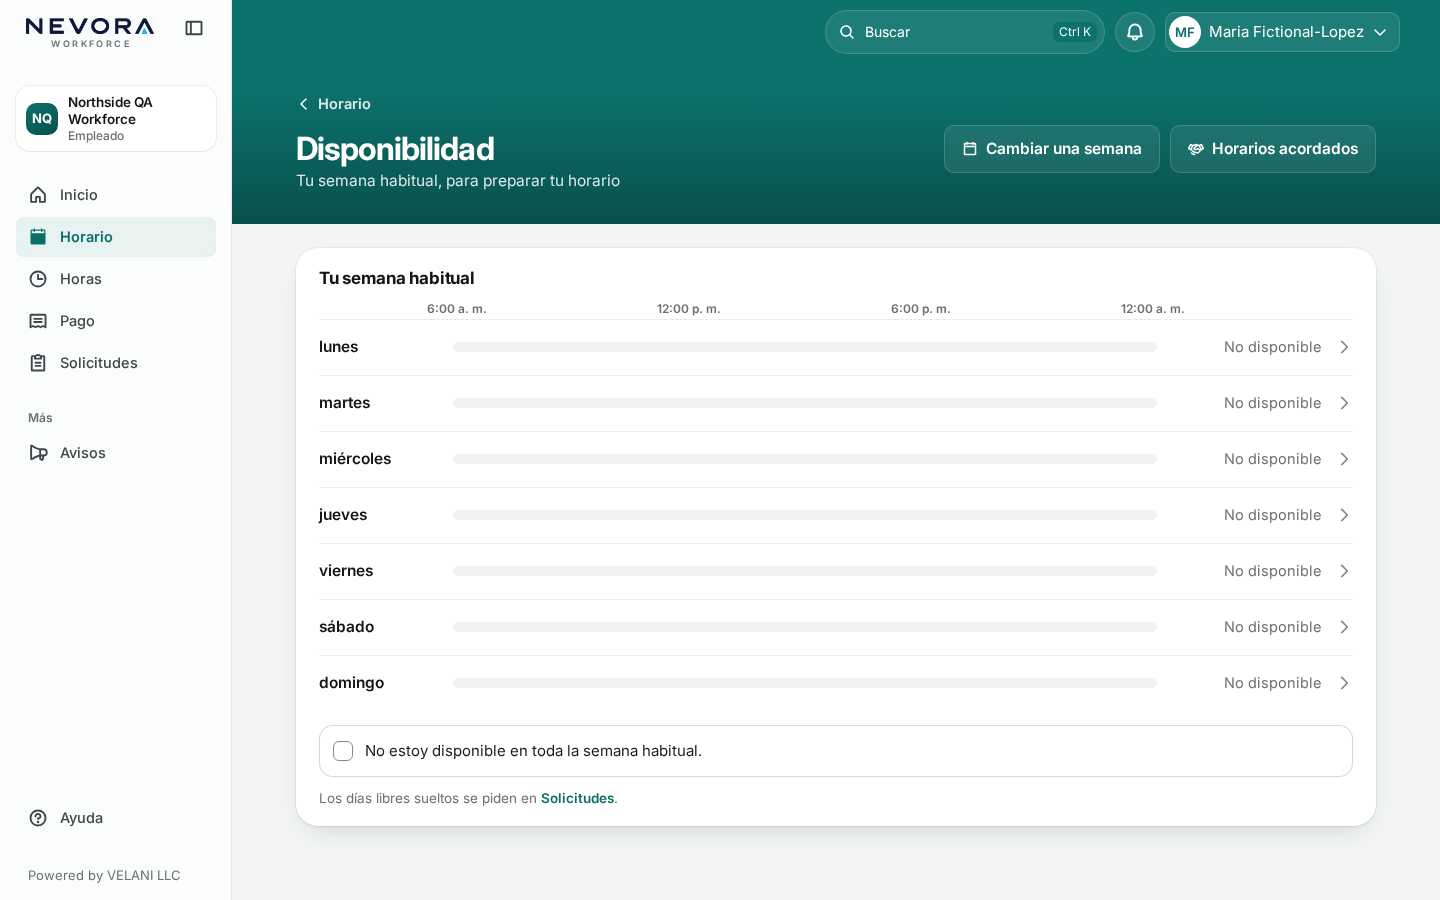 NEVORA
WORKFORCE
Buscar
Ctrl K
MF
Maria Fictional-Lopez
NQ
Northside QA
Workforce
Empleado
Inicio
Horario
Horas
Pago
Solicitudes
Más
Avisos
Ayuda
Powered by VELANI LLC
Horario
Disponibilidad
Tu semana habitual, para preparar tu horario
Cambiar una semana
Horarios acordados
Tu semana habitual
6:00 a. m.
12:00 p. m.
6:00 p. m.
12:00 a. m.
lunes
No disponible
martes
No disponible
miércoles
No disponible
jueves
No disponible
viernes
No disponible
sábado
No disponible
domingo
No disponible
No estoy disponible en toda la semana habitual.
Los días libres sueltos se piden en Solicitudes.